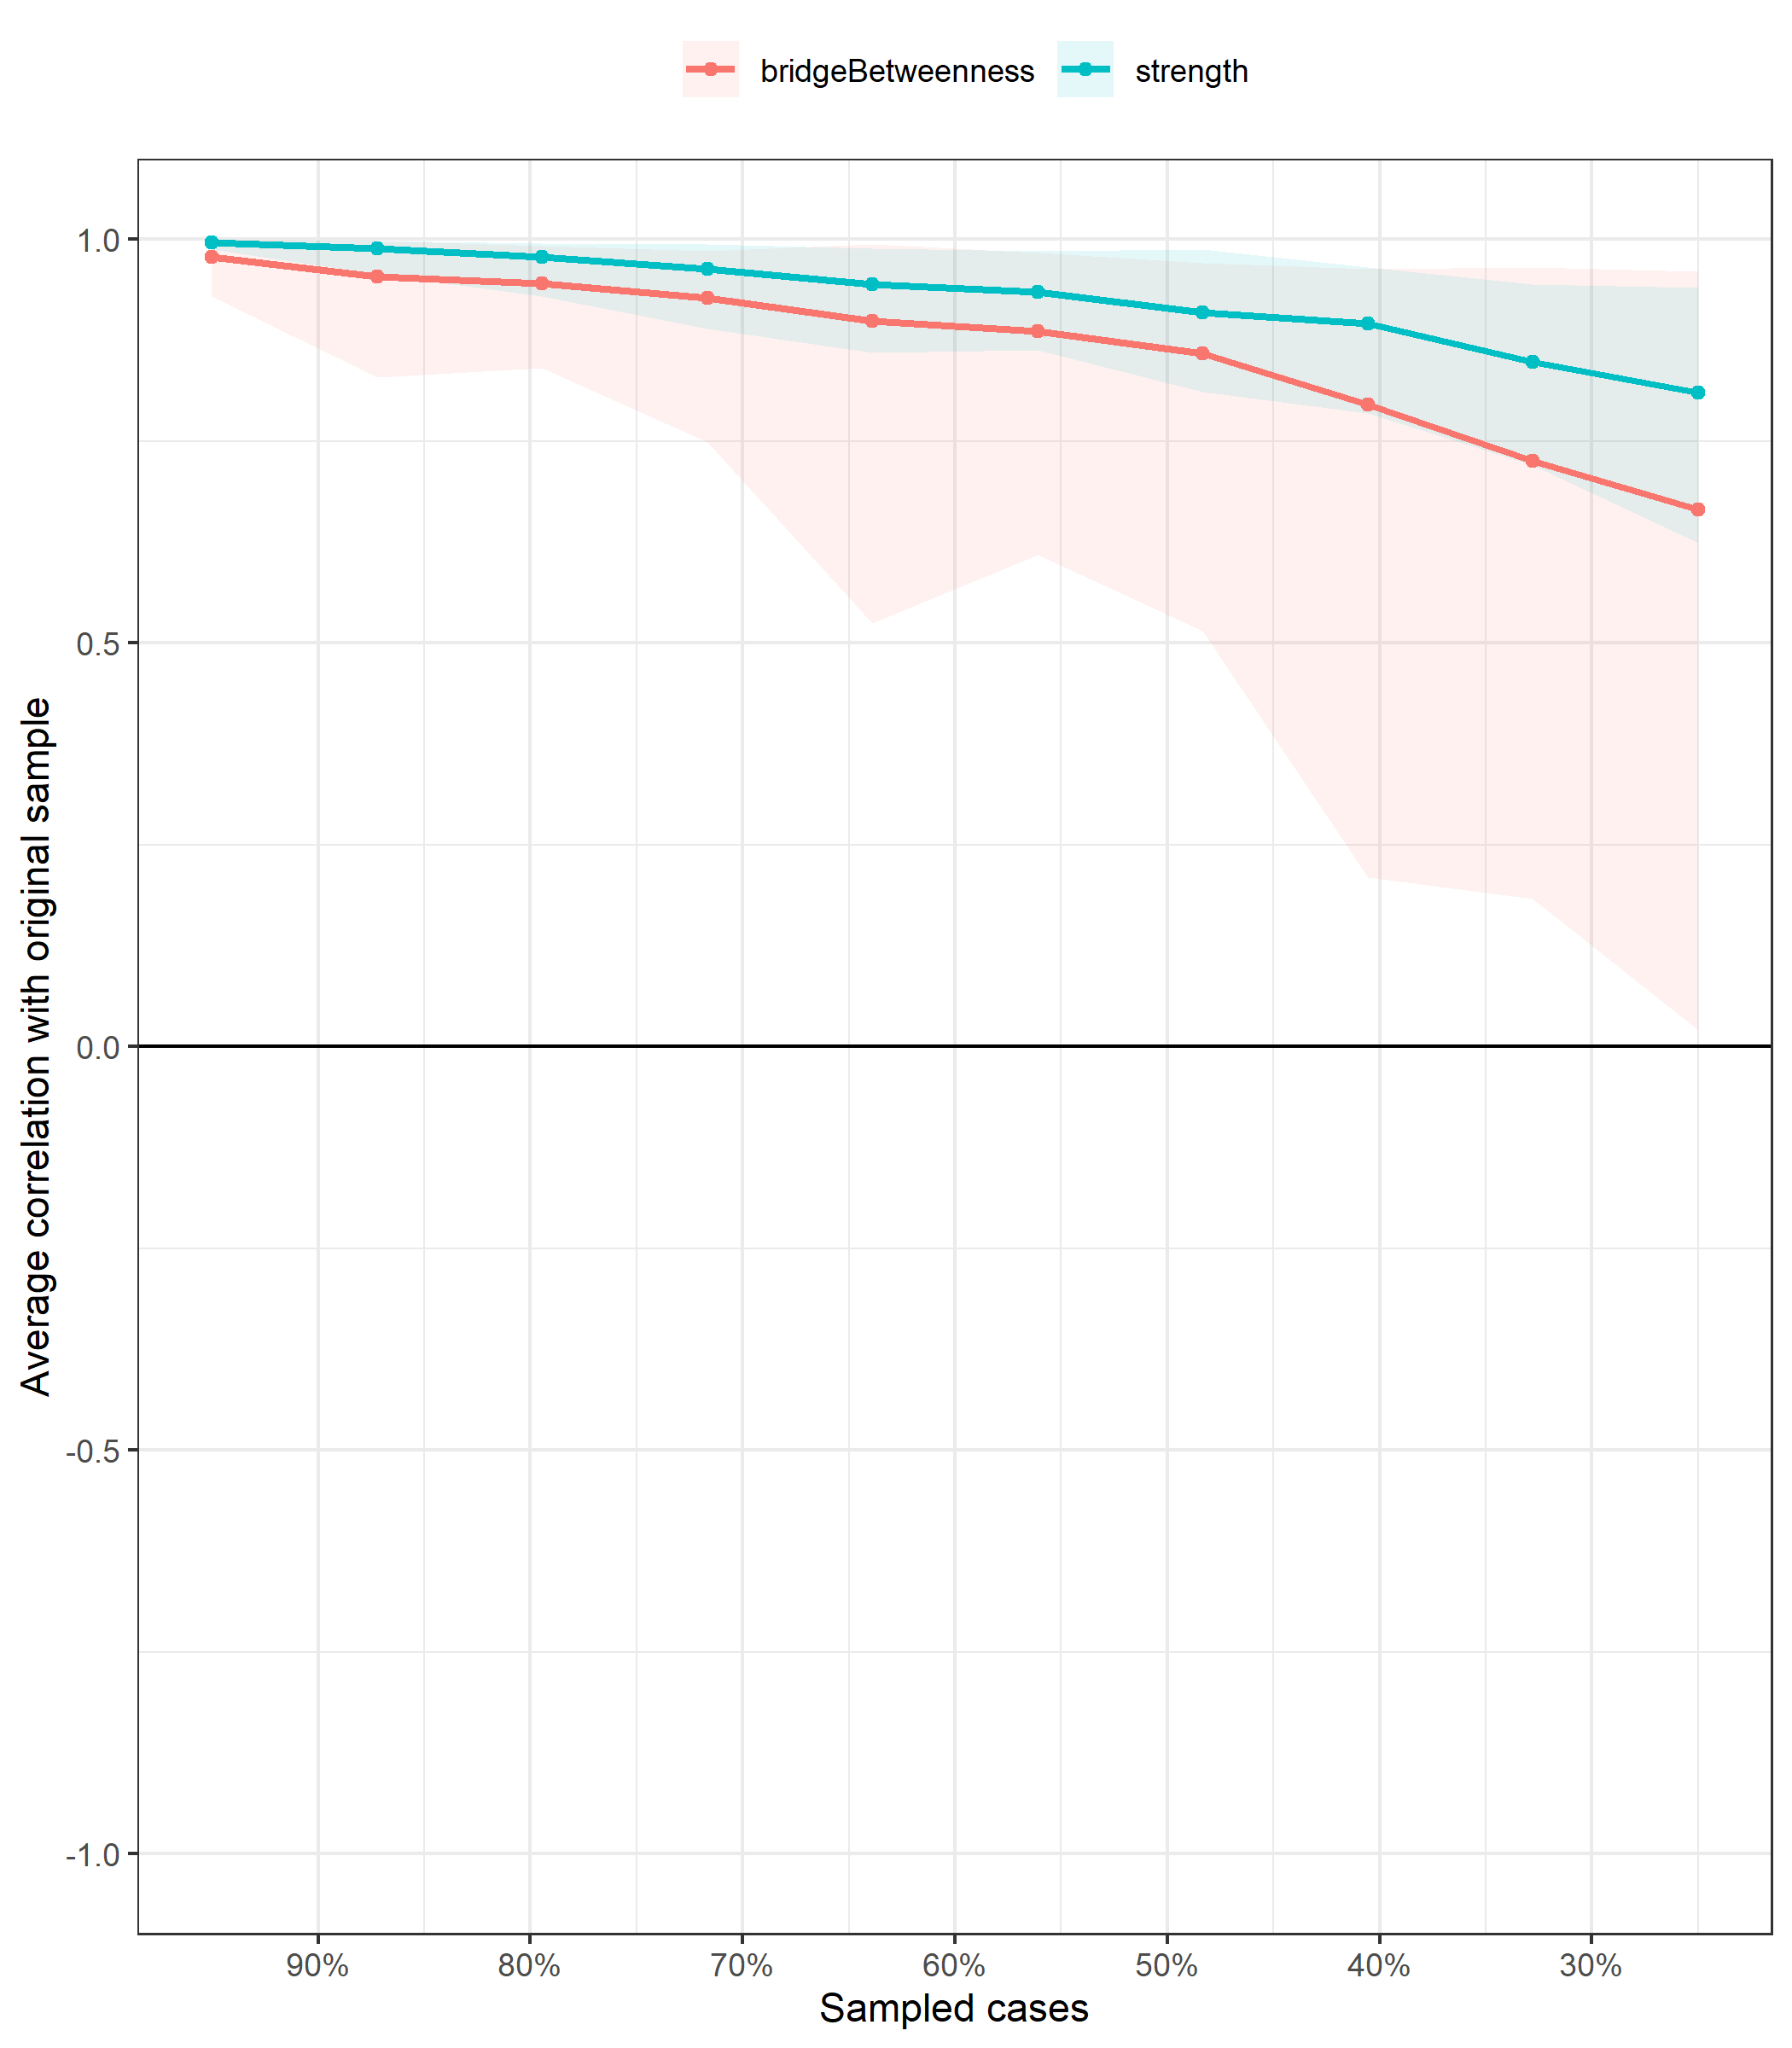 bridgeBetweenness strength
1.0
0.5
0.0
-0.5
-1.0
Average correlation with original sample
90% 80% 70% 60% 50% 40% 30%
Sampled cases